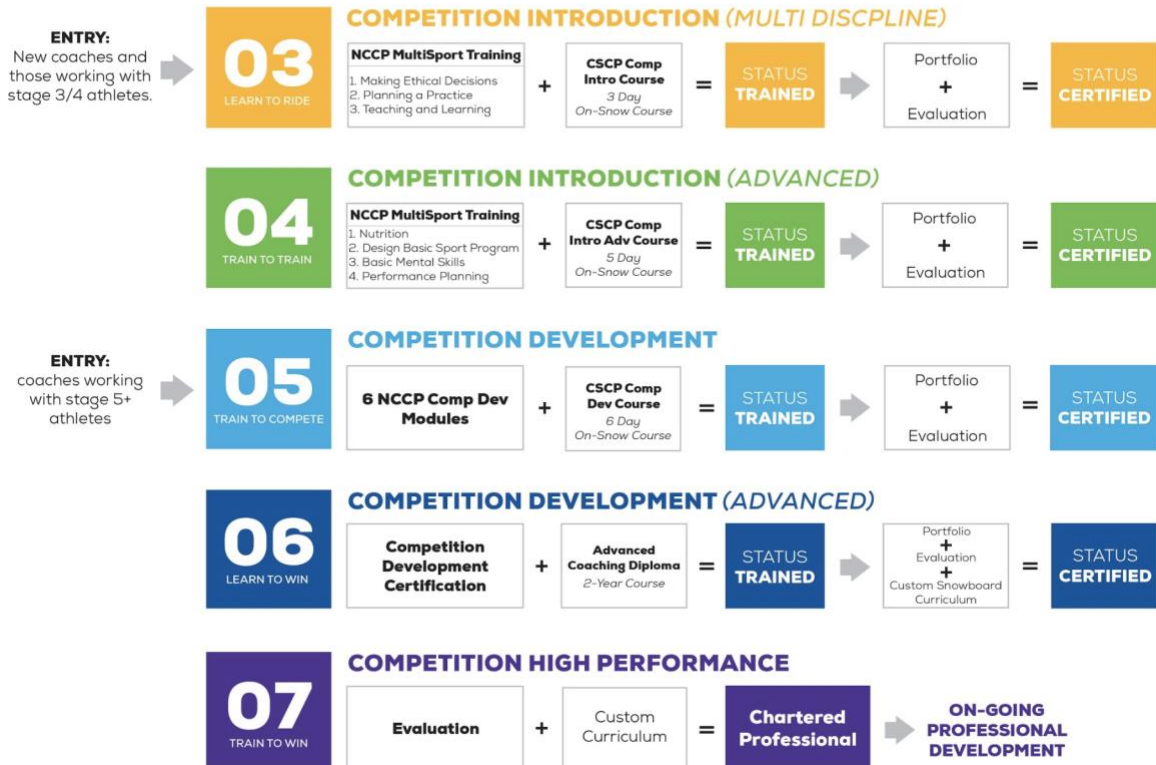 COMPETITION INTRODUCTION (MULTI DISCPLINE)
ENTRY:
New coaches and
those working with
stage 3/4 athletes.
03
LEARN TO RIDE
NCCP MultiSport Training
1. Making Ethical Decisions
2. Planning a Practice
3. Teaching and Learning
+
CSCP Comp
Intro Course
3 Day
On-Snow Course
=
STATUS
TRAINED
Portfolio
+
Evaluation
=
STATUS
CERTIFIED
COMPETITION INTRODUCTION (ADVANCED)
04
TRAIN TO TRAIN
NCCP MultiSport Training
1. Nutrition
2. Design Basic Sport Program
3. Basic Mental Skills
4. Performance Planning
+
CSCP Comp
Intro Adv Course
5 Day
On-Snow Course
=
STATUS
TRAINED
Portfolio
+
Evaluation
=
STATUS
CERTIFIED
COMPETITION DEVELOPMENT
ENTRY:
coaches working
with stage 5+
athletes
05
TRAIN TO COMPETE
6 NCCP Comp Dev
Modules
+
CSCP Comp
Dev Course
6 Day
On-Snow Course
=
STATUS
TRAINED
Portfolio
+
Evaluation
=
STATUS
CERTIFIED
COMPETITION DEVELOPMENT (ADVANCED)
06
LEARN TO WIN
Competition
Development
Certification
+
Advanced
Coaching Diploma
2-Year Course
=
STATUS
TRAINED
Portfolio
+
Evaluation
+
Custom Snowboard
Curriculum
=
STATUS
CERTIFIED
COMPETITION HIGH PERFORMANCE
07
TRAIN TO WIN
Evaluation
+
Custom
Curriculum
=
Chartered
Professional
ON-GOING
PROFESSIONAL
DEVELOPMENT